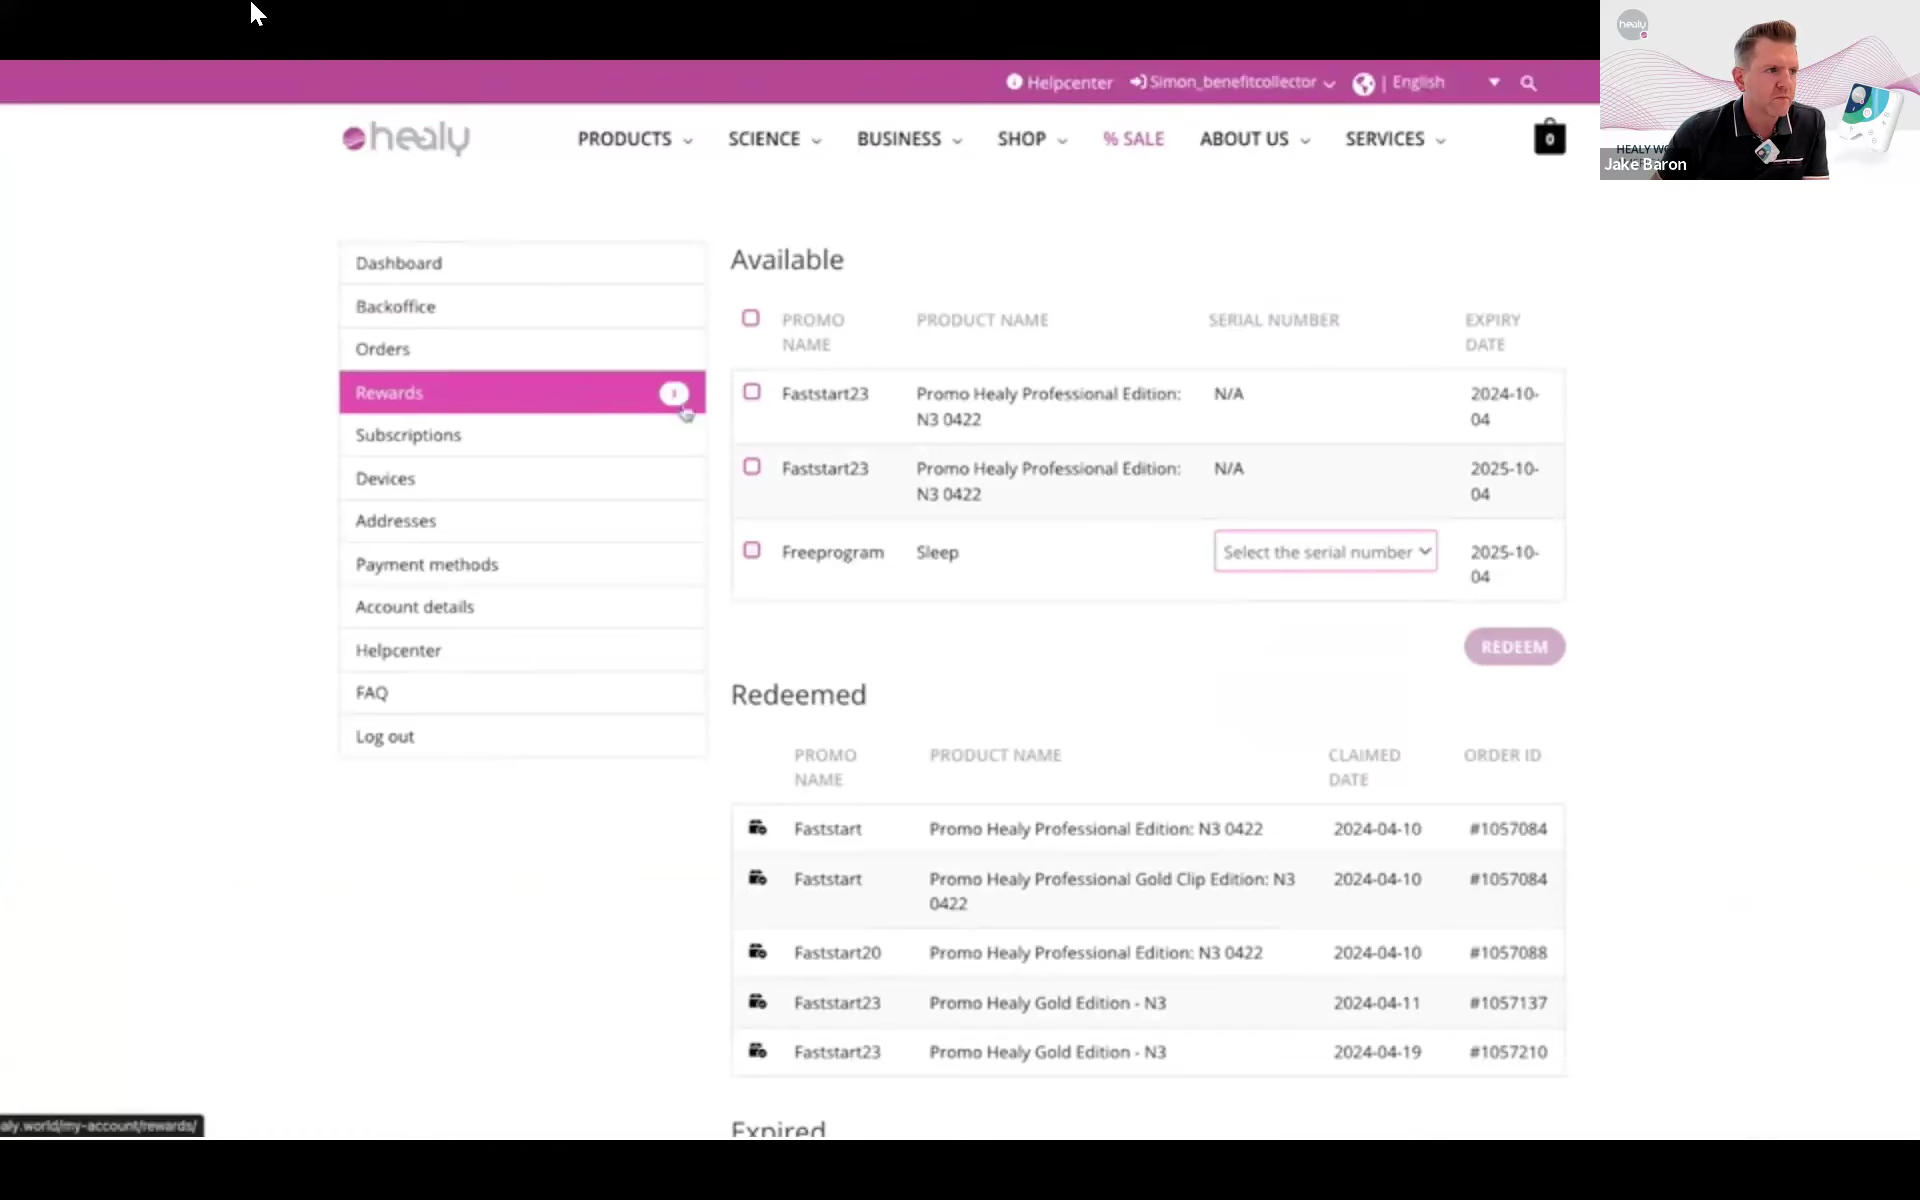 Helpcenter Simon_benefitcollector | English
healy PRODUCTS SCIENCE BUSINESS SHOP % SALE ABOUT US SERVICES 0
healy
HEALY WO
Jake Baron
Dashboard
Backoffice
Orders
Rewards
Subscriptions
Devices
Addresses
Payment methods
Account details
Helpcenter
FAQ
Log out
Available
PROMO NAME PRODUCT NAME SERIAL NUMBER EXPIRY DATE
Faststart23 Promo Healy Professional Edition: N/A 2024-10-
N3 0422 04
Faststart23 Promo Healy Professional Edition: N/A 2025-10-
N3 0422 04
Freeprogram Sleep Select the serial number 2025-10-
04
REDEEM
Redeemed
PROMO NAME PRODUCT NAME CLAIMED DATE ORDER ID
Faststart Promo Healy Professional Edition: N3 0422 2024-04-10 #1057084
Faststart Promo Healy Professional Gold Clip Edition: N3 2024-04-10 #1057084
0422
Faststart20 Promo Healy Professional Edition: N3 0422 2024-04-10 #1057088
Faststart23 Promo Healy Gold Edition - N3 2024-04-11 #1057137
Faststart23 Promo Healy Gold Edition - N3 2024-04-19 #1057210
Expired
aly.world/my-account/rewards/